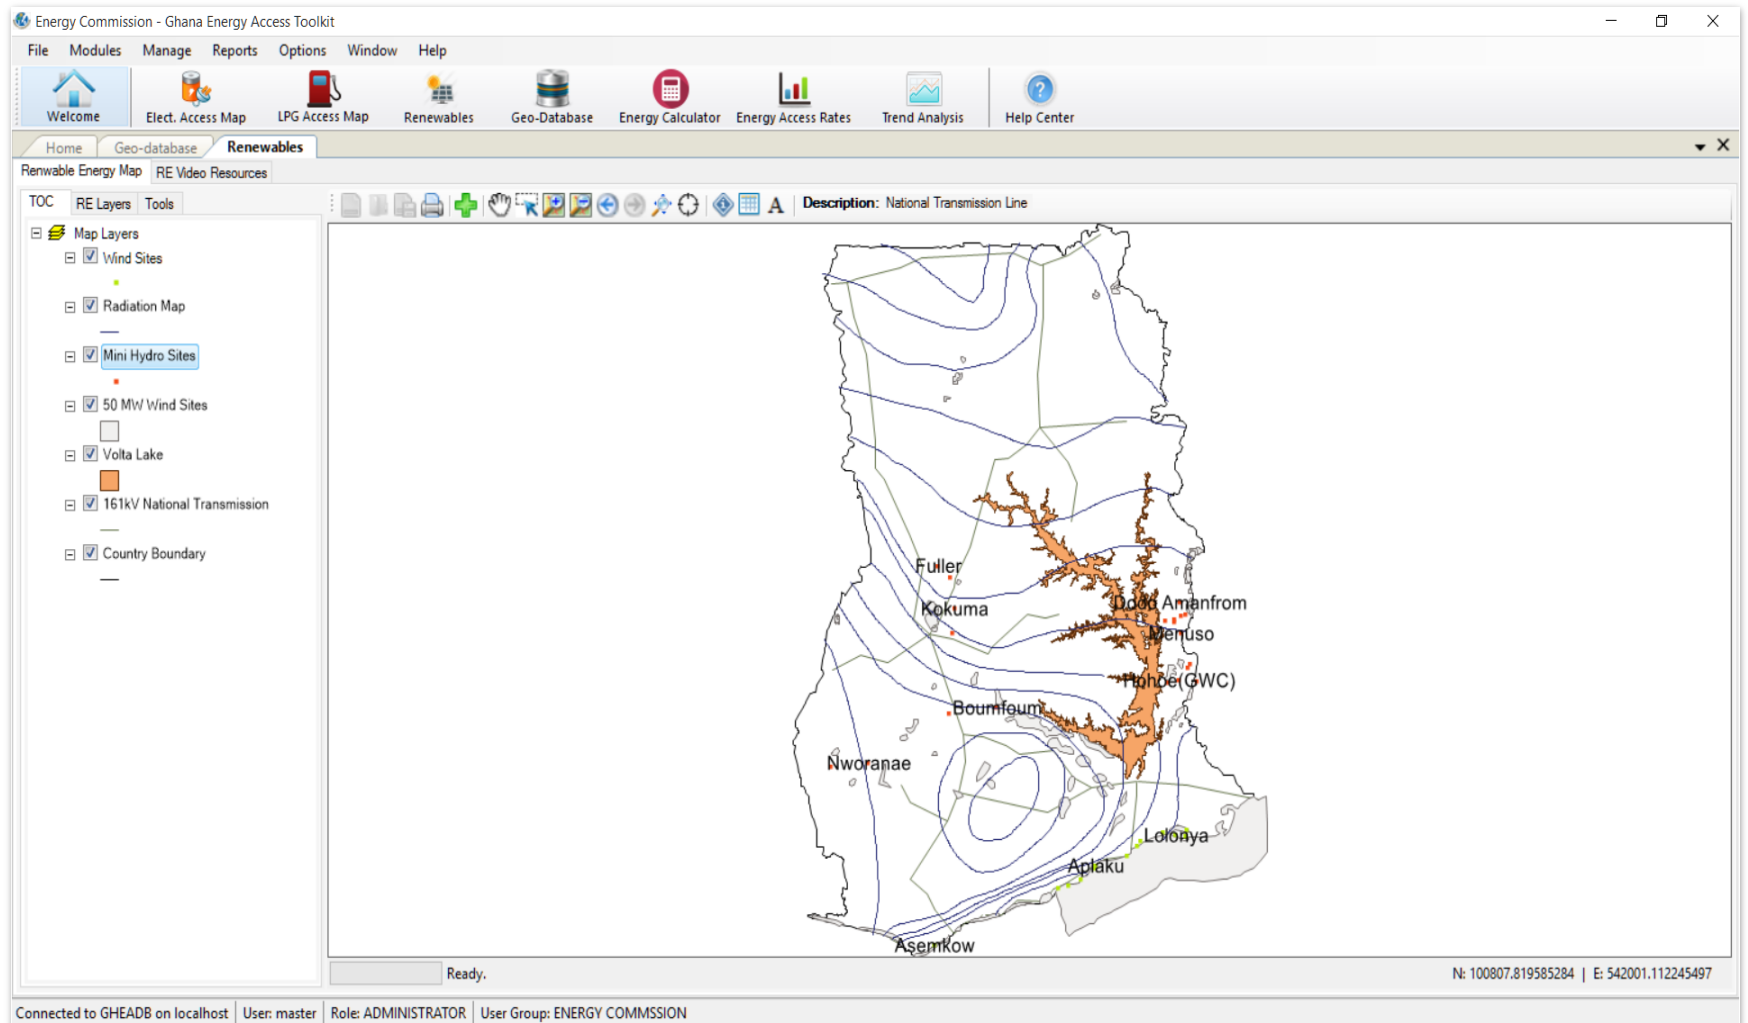 Energy Commission - Ghana Energy Access Toolkit
File Modules Manage Reports Options Window Help
Welcome Elect. Access Map LPG Access Map Renewables Geo-Database Energy Calculator Energy Access Rates Trend Analysis Help Center
Home Geo-database Renewables
Renwable Energy Map RE Video Resources
TOC RE Layers Tools
A Description: National Transmission Line
Map Layers
Wind Sites
Radiation Map
Mini Hydro Sites
50 MW Wind Sites
Volta Lake
161kV National Transmission
Country Boundary
Fuller
Kokuma
Dodo Amanfrom
Menuso
Hohoe(GWC)
Boumfoum
Nworanae
Lolonya
Aplaku
Asemkow
Ready.
N: 100807.819585284 | E: 542001.112245497
Connected to GHEADB on localhost User: master Role: ADMINISTRATOR User Group: ENERGY COMMSSION